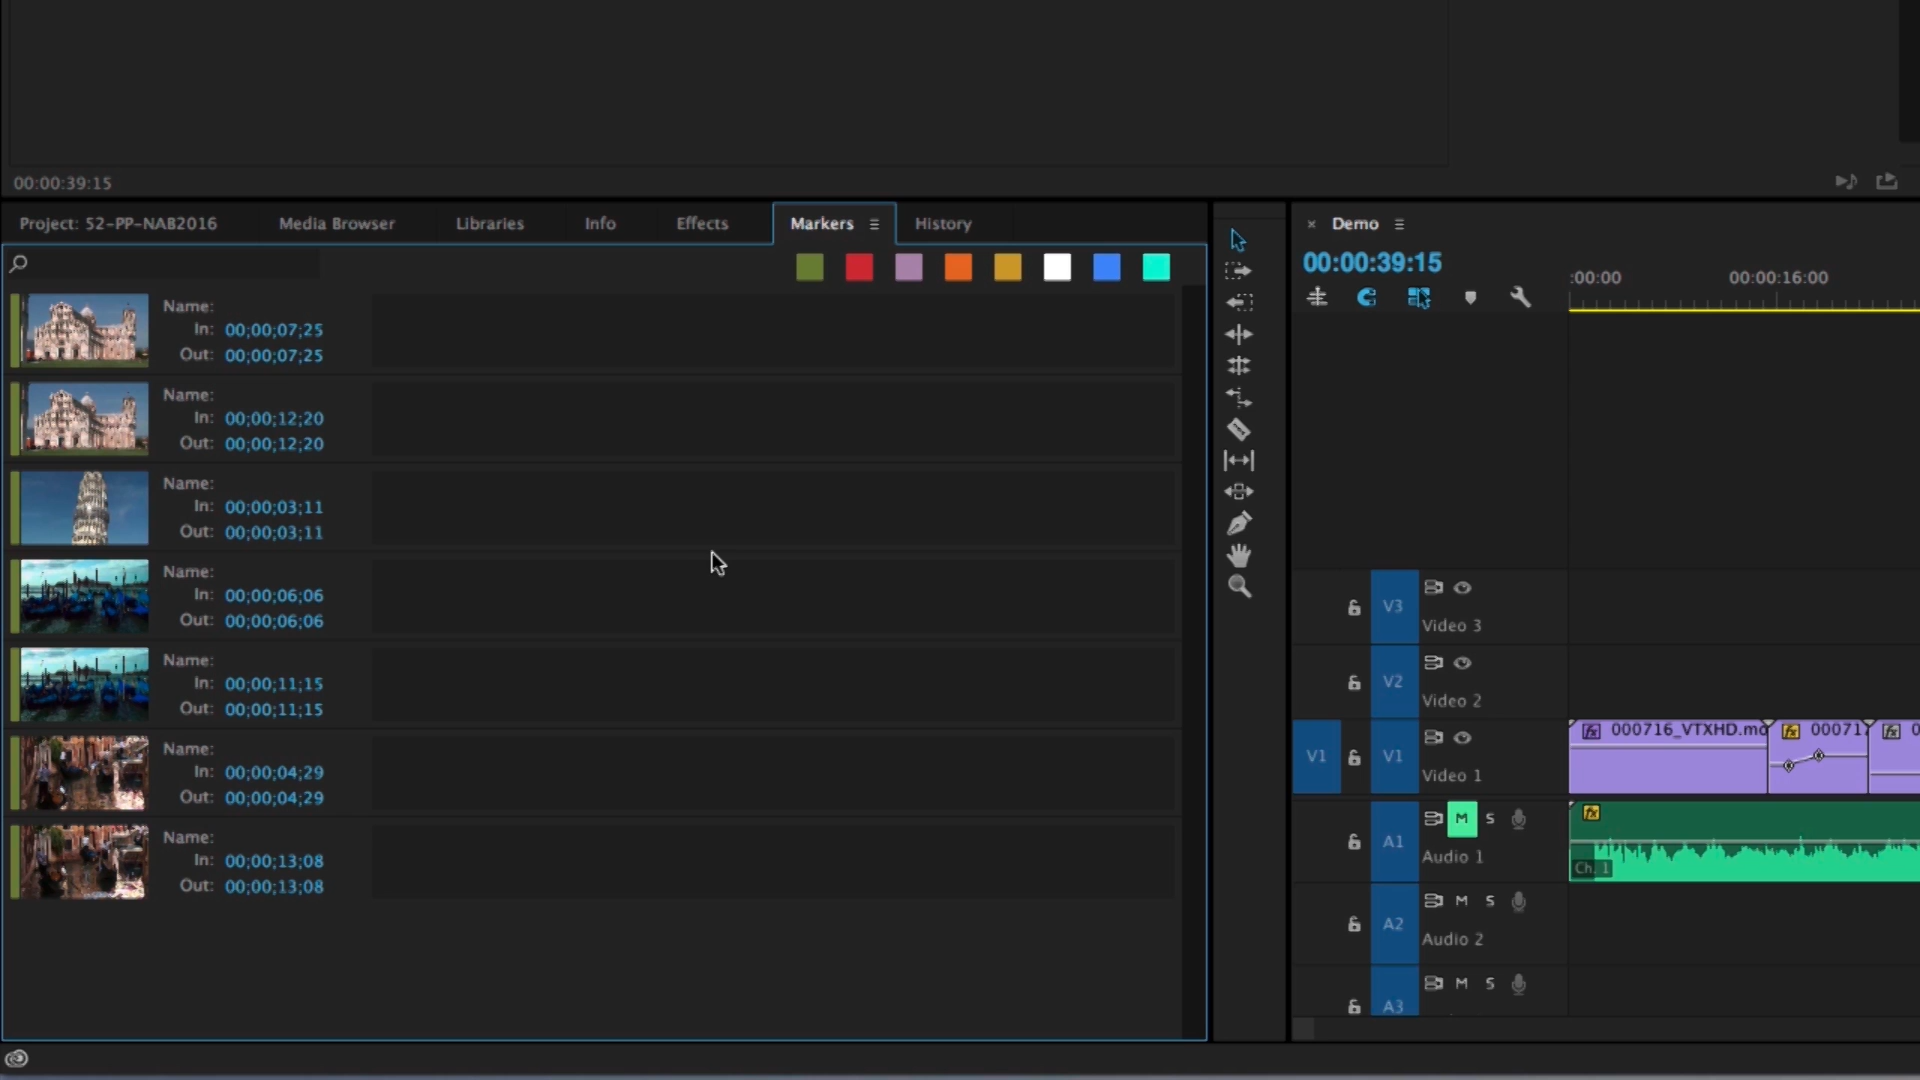 00:00:39:15
Project: 52-PP-NAB2016 Media Browser Libraries Info Effects Markers History
Name:
In: 00;00;07;25
Out: 00;00;07;25
Name:
In: 00;00;12;20
Out: 00;00;12;20
Name:
In: 00;00;03;11
Out: 00;00;03;11
Name:
In: 00;00;06;06
Out: 00;00;06;06
Name:
In: 00;00;11;15
Out: 00;00;11;15
Name:
In: 00;00;04;29
Out: 00;00;04;29
Name:
In: 00;00;13;08
Out: 00;00;13;08
Demo
00:00:39:15
:00:00 00:00:16:00
V3
Video 3
V2
Video 2
V1 V1 fx 000716_VTXHD.mo fx 00071 fx 0
Video 1
A1 M S fx
Audio 1 Ch. 1
A2 M S
Audio 2
A3 M S